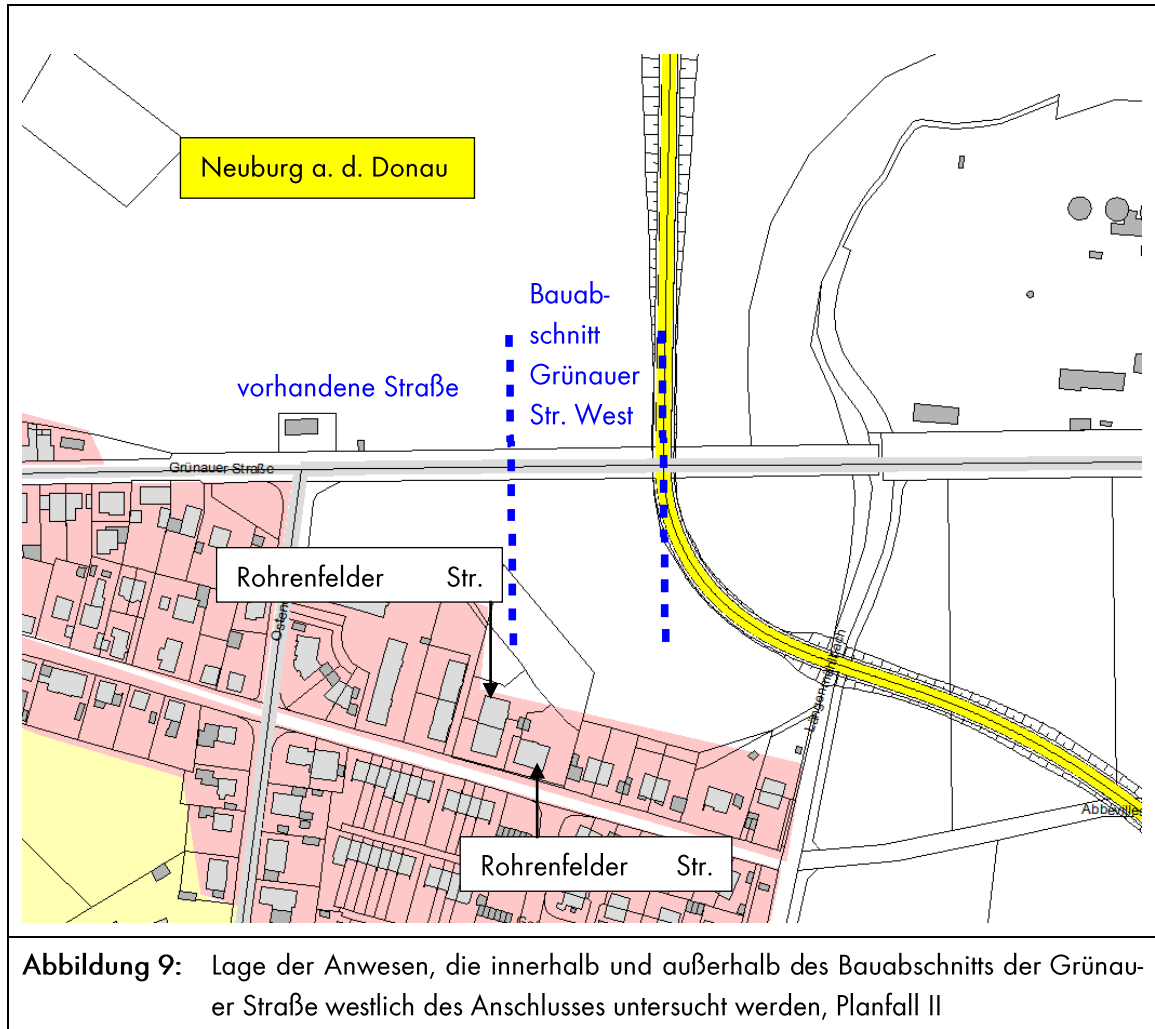 Neuburg a. d. Donau
Bauab-
schnitt
Grünauer
Str. West
vorhandene Straße
Grünauer Straße
Rohrenfelder Str.
Rohrenfelder Str.
Abbildung 9: Lage der Anwesen, die innerhalb und außerhalb des Bauabschnitts der Grünau-
er Straße westlich des Anschlusses untersucht werden, Planfall II